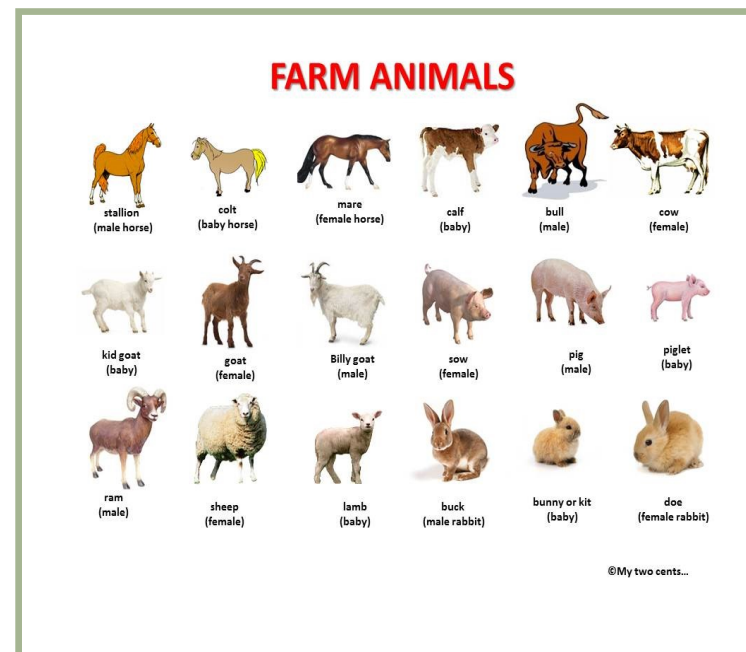 FARM ANIMALS
stallion
(male horse)
colt
(baby horse)
mare
(female horse)
calf
(baby)
bull
(male)
cow
(female)
kid goat
(baby)
goat
(female)
Billy goat
(male)
sow
(female)
pig
(male)
piglet
(baby)
ram
(male)
sheep
(female)
lamb
(baby)
buck
(male rabbit)
bunny or kit
(baby)
doe
(female rabbit)
©My two cents...